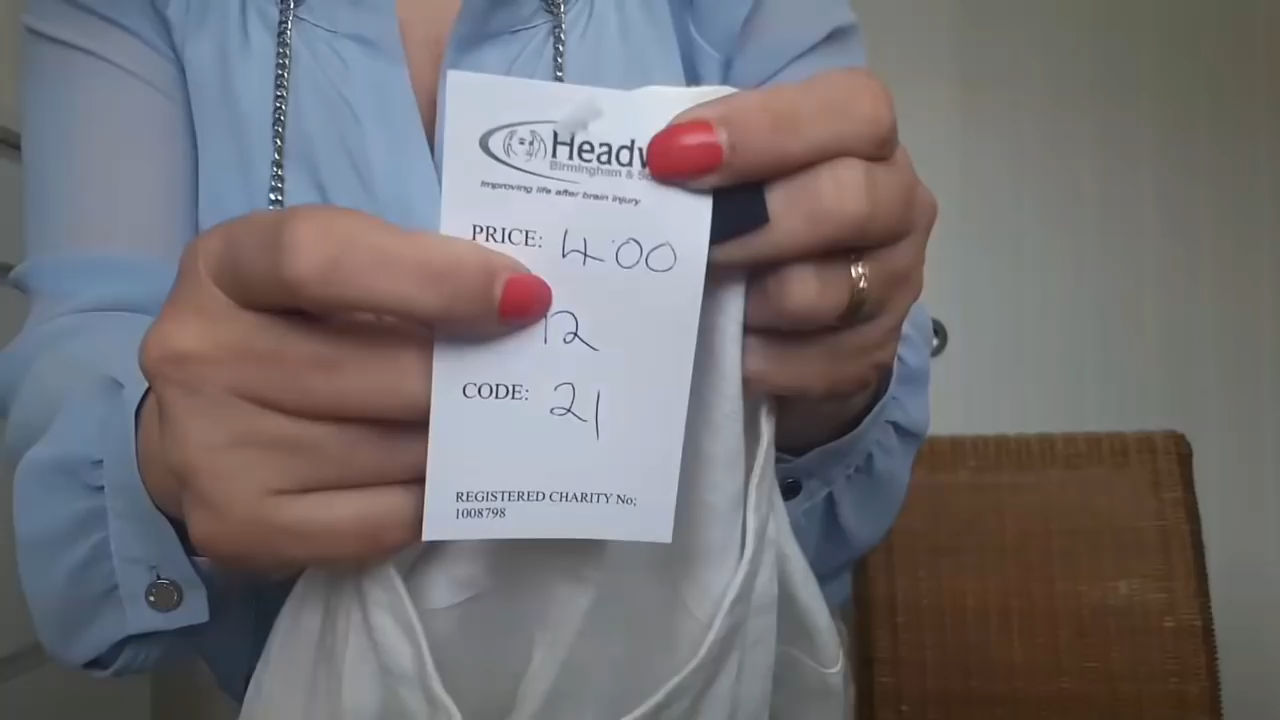 Headw
Birmingham & S
Improving life after brain injury
PRICE: 4.00
12
CODE: 21
REGISTERED CHARITY No;
1008798